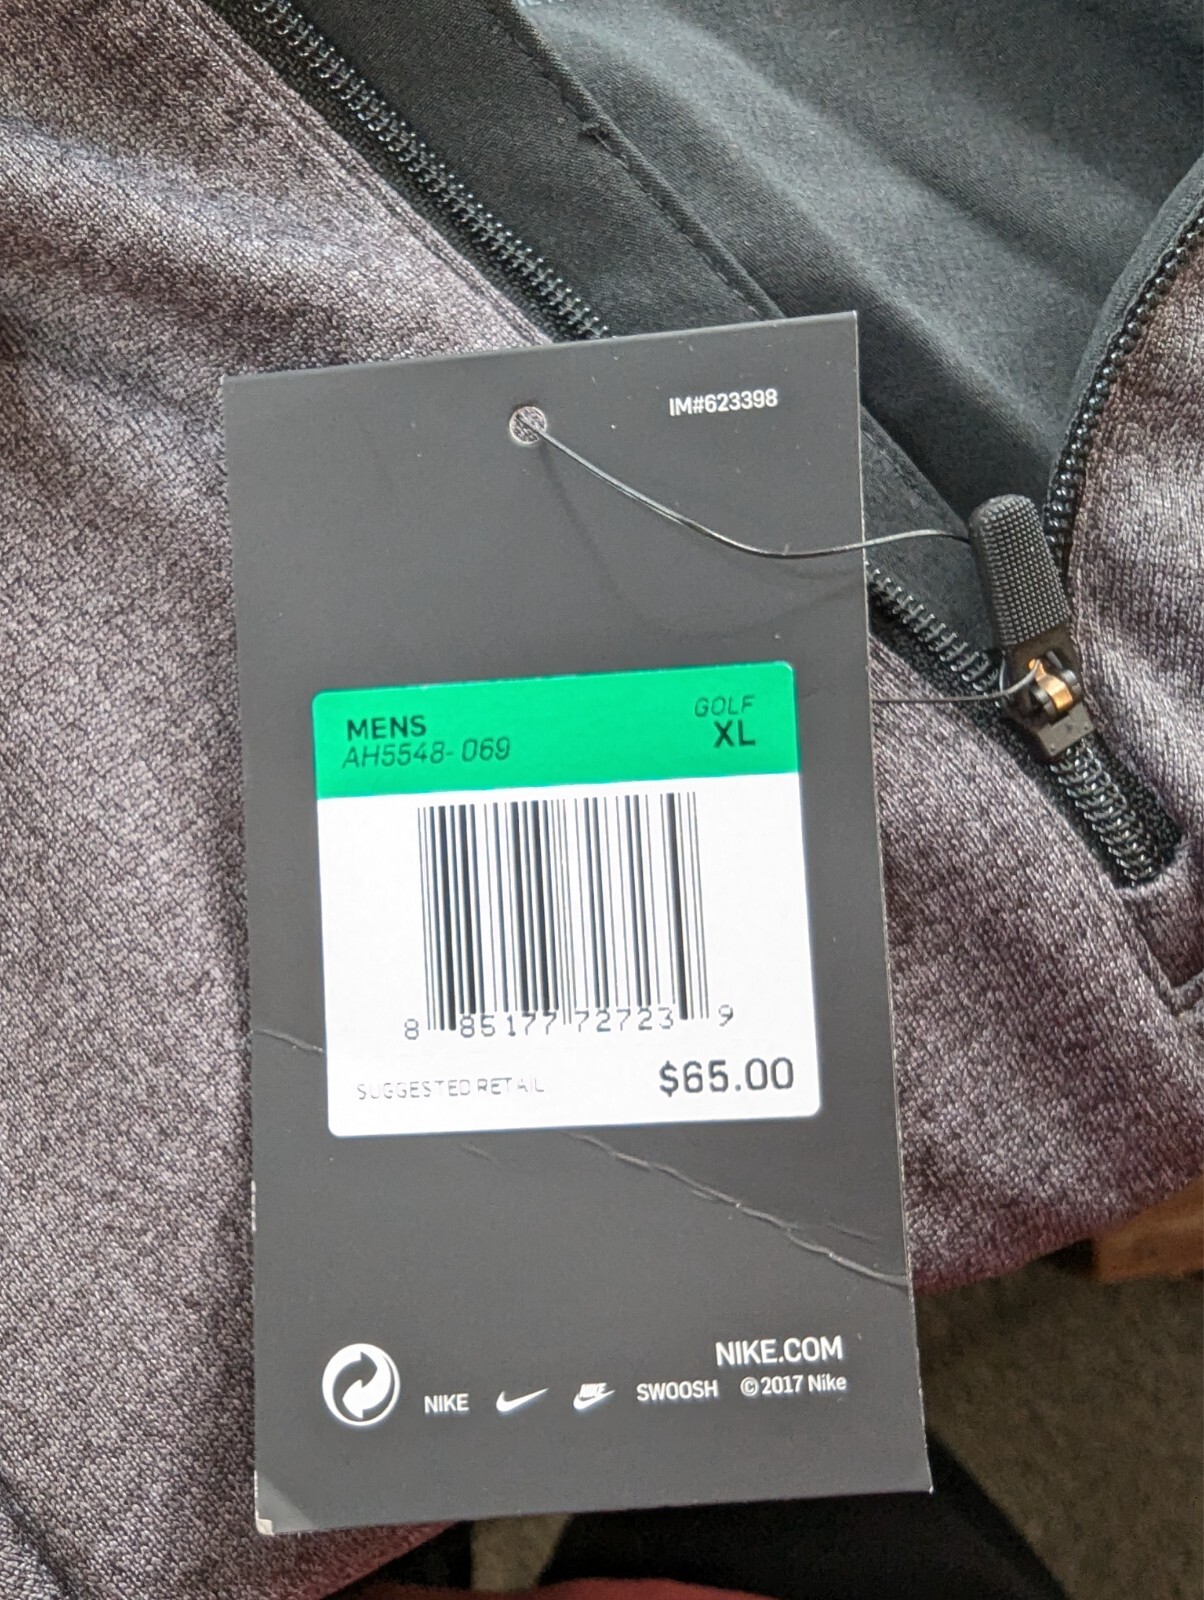 IM#623398
MENS
GOLF
AH5548-069
XL
8 85177 72723 9
SUGGESTED RETAIL
$65.00
NIKE.COM
NIKE
NIKE
SWOOSH
©2017 Nike